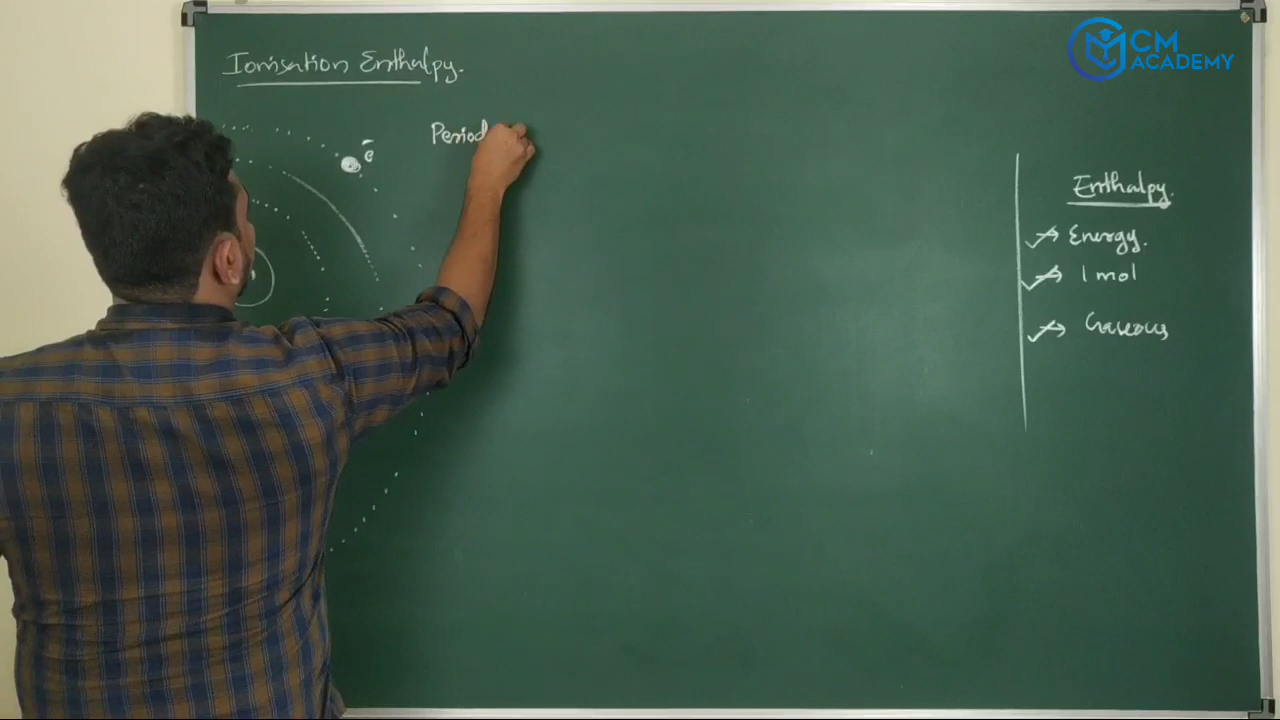 Ionisation Enthalpy.
ē
Period
Enthalpy.
Energy.
1 mol
Gaseous
CM
ACADEMY